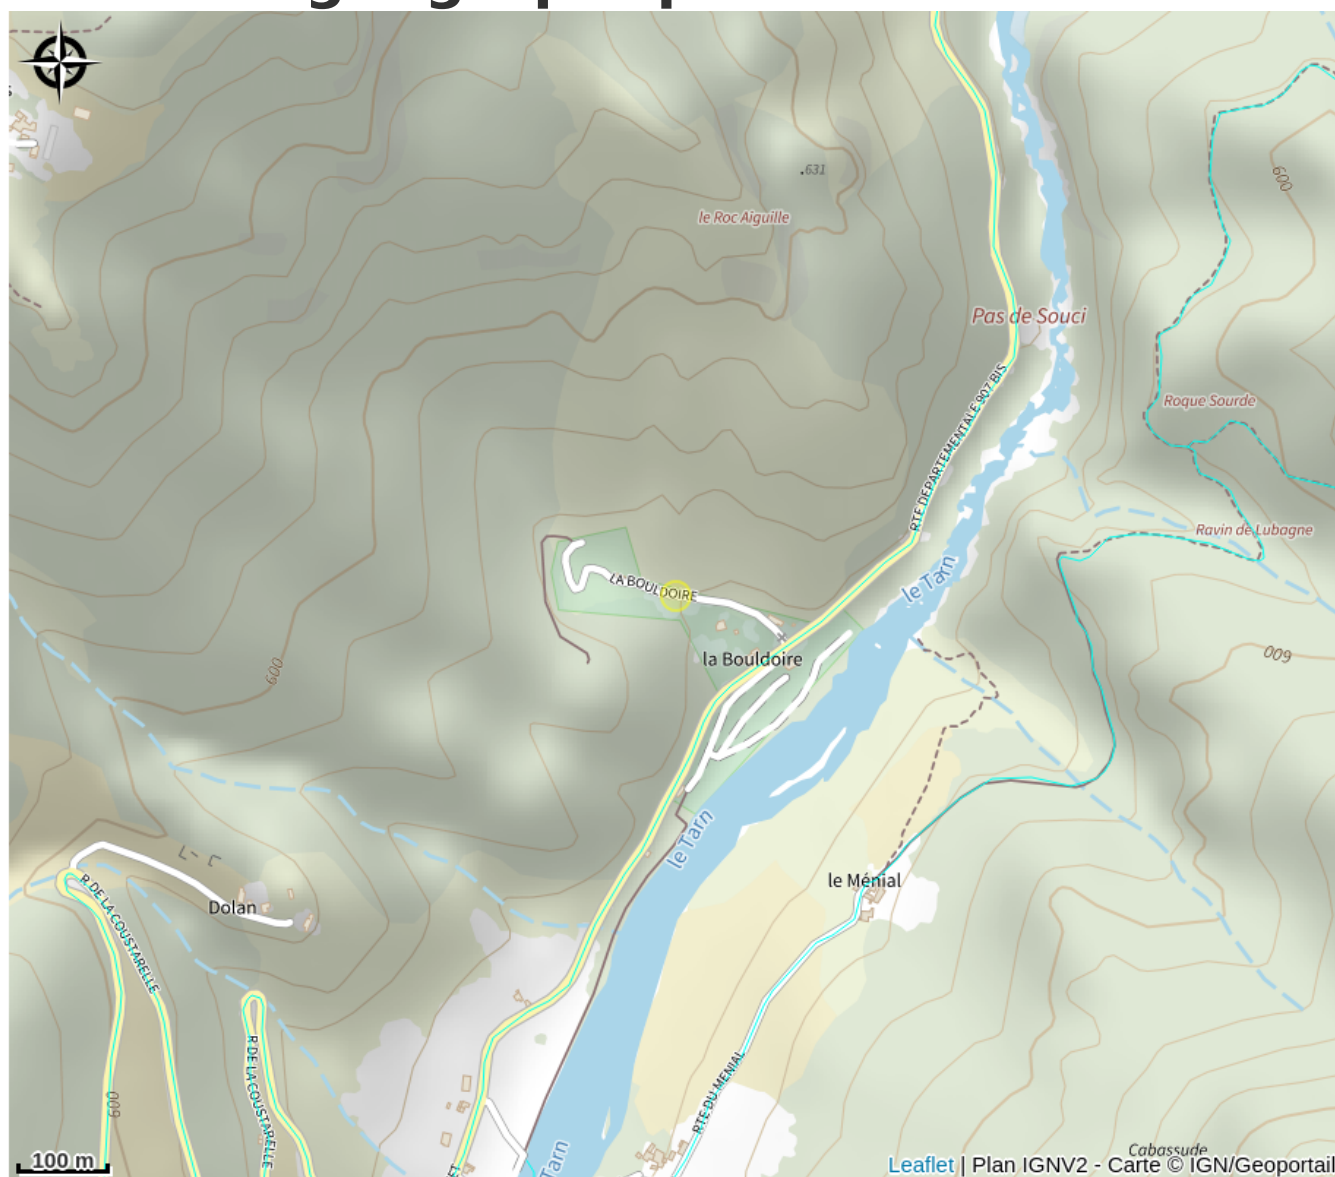 .631
le Roc Aiguille
600
Pas de Souci
Roque Sourde
RTE DEPARTEMENTALE 907 BIS
Ravin de Lubagne
le Tarn
LA BOULDOIRE
la Bouldoire
600
600
le Tarn
le Ménial
R DE LA COUSTARELLE
Dolan
R DE LA COUSTARELLE
600
RTE DU MENIAL
Tarn
Cabassude
100 m
Leaflet | Plan IGNV2 - Carte © IGN/Geoportail